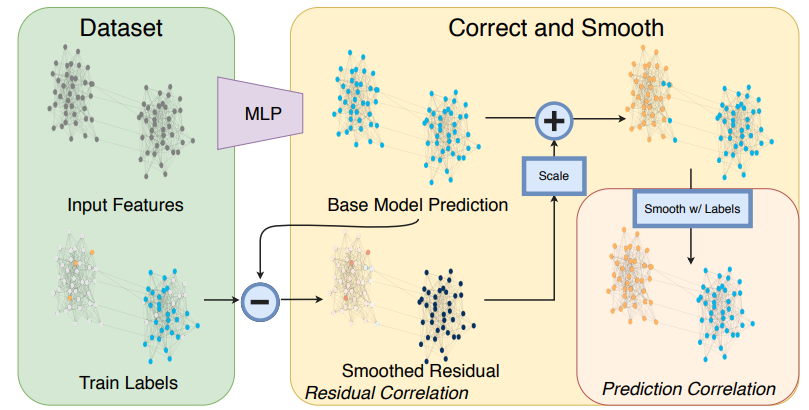 Dataset
Correct and Smooth
MLP
+
Scale
Input Features
Base Model Prediction
Smooth w/ Labels
−
Train Labels
Smoothed Residual
Residual Correlation
Prediction Correlation